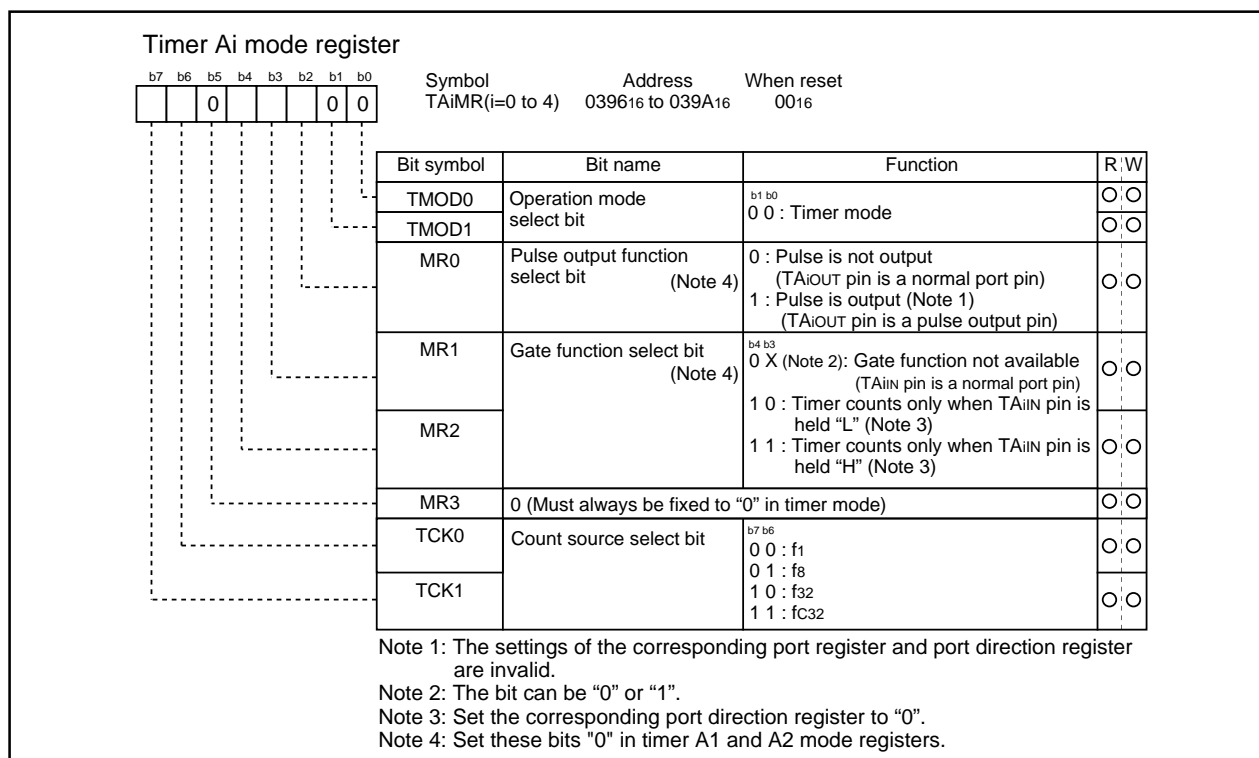 Timer Ai mode register
b7 b6 b5 b4 b3 b2 b1 b0
0 0 0
Symbol Address When reset
TAiMR(i=0 to 4) 039616 to 039A16 0016
Bit symbol Bit name Function R W
TMOD0
TMOD1
Operation mode
select bit
b1 b0
0 0 : Timer mode
MR0
Pulse output function
select bit (Note 4)
0 : Pulse is not output
(TAiOUT pin is a normal port pin)
1 : Pulse is output (Note 1)
(TAiOUT pin is a pulse output pin)
MR1
MR2
Gate function select bit
(Note 4)
b4 b3
0 X (Note 2): Gate function not available
(TAiIN pin is a normal port pin)
1 0 : Timer counts only when TAiIN pin is
held “L” (Note 3)
1 1 : Timer counts only when TAiIN pin is
held “H” (Note 3)
MR3 0 (Must always be fixed to “0” in timer mode)
TCK0
TCK1
Count source select bit
b7 b6
0 0 : f1
0 1 : f8
1 0 : f32
1 1 : fC32
Note 1: The settings of the corresponding port register and port direction register
are invalid.
Note 2: The bit can be “0” or “1”.
Note 3: Set the corresponding port direction register to “0”.
Note 4: Set these bits "0" in timer A1 and A2 mode registers.